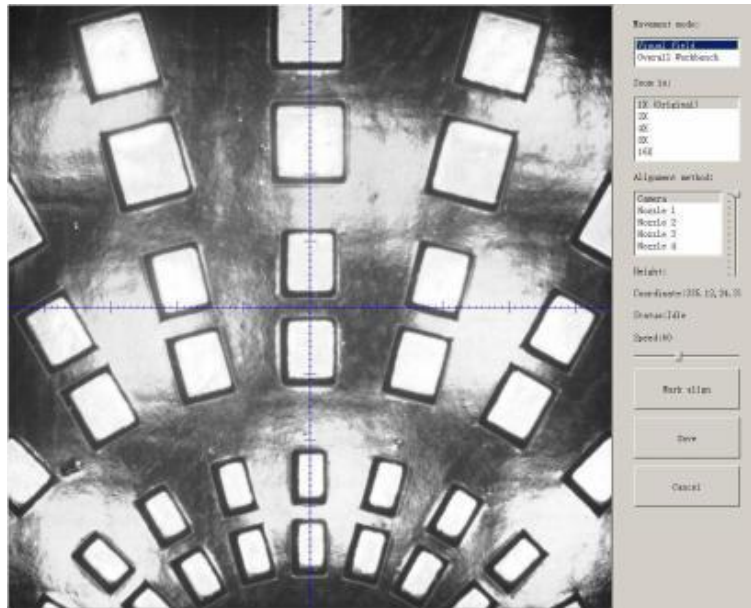 Movement mode:
Visual Field
Overall Workbench
Zoom in:
1X (Original)
2X
4X
8X
16X
Alignment method:
Camera
Nozzle 1
Nozzle 2
Nozzle 3
Nozzle 4
Height:
Status:Idle
Mark align
Save
Cancel